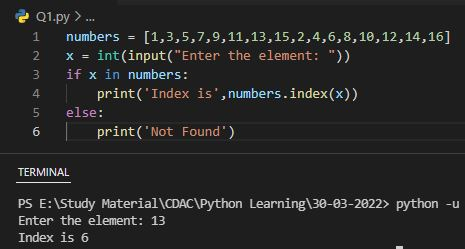 Q1.py > ...
1 numbers = [1,3,5,7,9,11,13,15,2,4,6,8,10,12,14,16]
2 x = int(input("Enter the element: "))
3 if x in numbers:
4     print('Index is',numbers.index(x))
5 else:
6     print('Not Found')
TERMINAL
PS E:\Study Material\CDAC\Python Learning\30-03-2022> python -u
Enter the element: 13
Index is 6